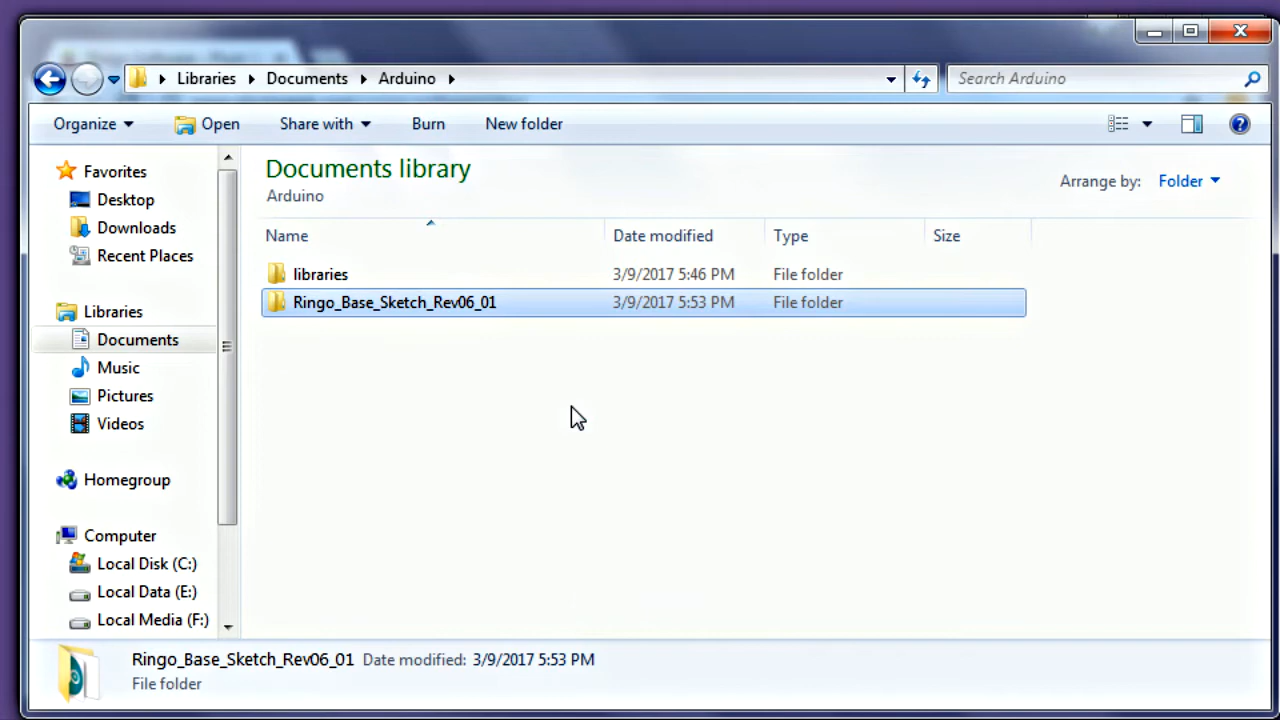 Libraries Documents Arduino Search Arduino
Organize Open Share with Burn New folder
Documents library
Arduino
Arrange by: Folder
Name Date modified Type Size
libraries 3/9/2017 5:46 PM File folder
Ringo_Base_Sketch_Rev06_01 3/9/2017 5:53 PM File folder
Favorites
Desktop
Downloads
Recent Places
Libraries
Documents
Music
Pictures
Videos
Homegroup
Computer
Local Disk (C:)
Local Data (E:)
Local Media (F:)
Ringo_Base_Sketch_Rev06_01 Date modified: 3/9/2017 5:53 PM
File folder